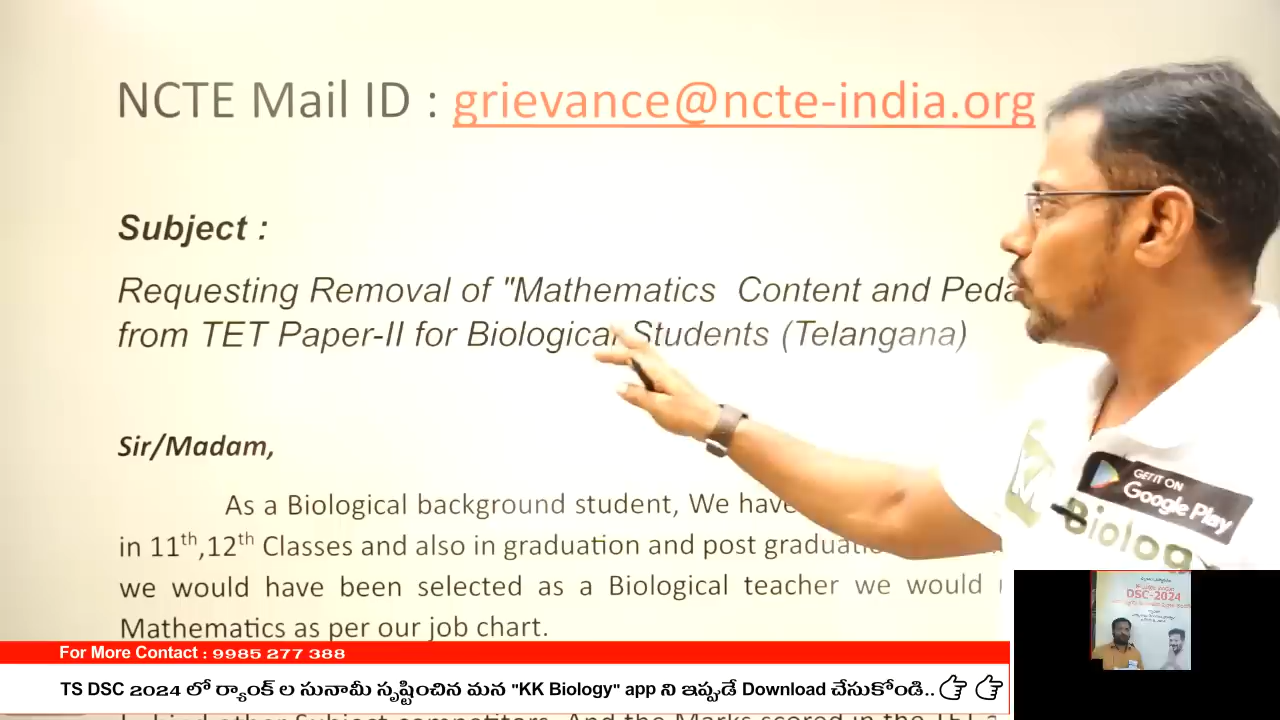 NCTE Mail ID : grievance@ncte-india.org
Subject :
Requesting Removal of "Mathematics Content and
from TET Paper-II for Biological Students (Telangana)
Sir/Madam,
As a Biological background student, We have
in 11th,12th Classes and also in graduation and post
we would have been selected as a Biological teacher we would
Mathematics as per our job chart.
GET IT ON
Google Play
Biology
DSC-2024
For More Contact : 9985 277 388
TS DSC 2024 లో ర్యాంక్ ల సునామీ సృష్టించిన మన "KK Biology" app ని ఇప్పుడే Download చేసుకోండి..